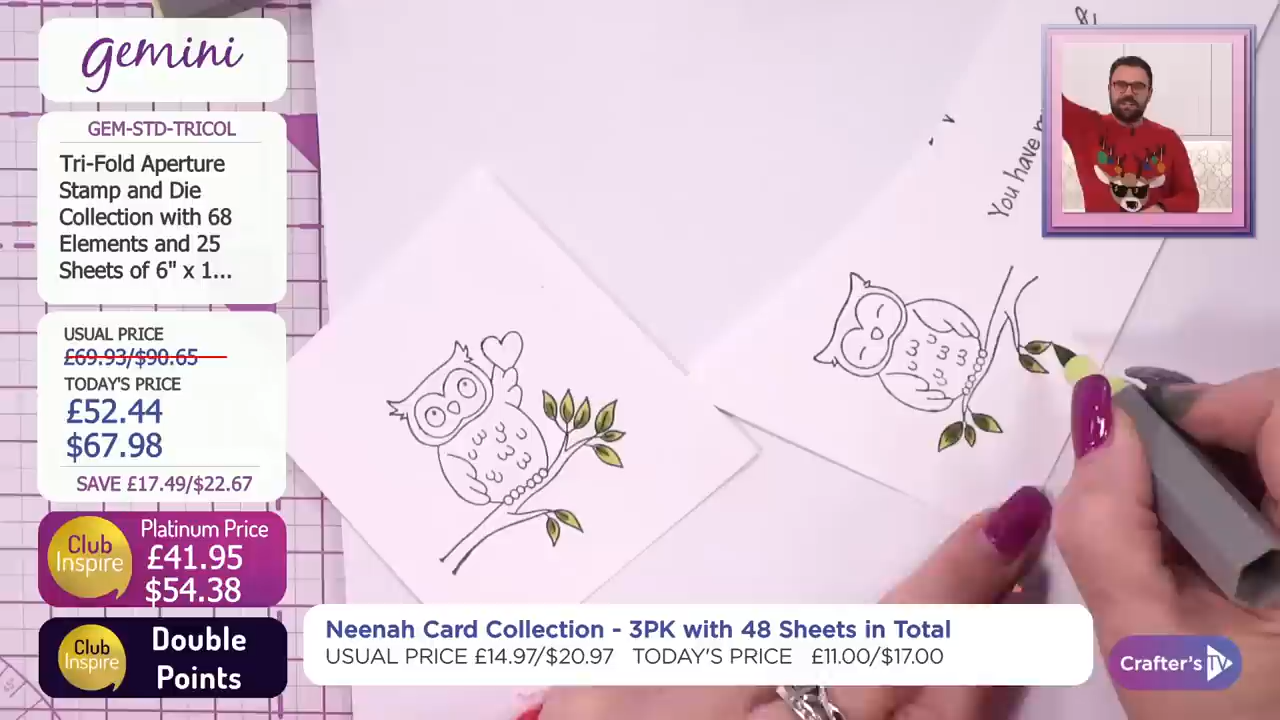 gemini
GEM-STD-TRICOL
Tri-Fold Aperture
Stamp and Die
Collection with 68
Elements and 25
Sheets of 6" x 1...
USUAL PRICE
£69.93/$90.65
TODAY'S PRICE
£52.44
$67.98
SAVE £17.49/$22.67
Club
Inspire
Platinum Price
£41.95
$54.38
Club
Inspire
Double
Points
&
You have
Neenah Card Collection - 3PK with 48 Sheets in Total
USUAL PRICE £14.97/$20.97 TODAY'S PRICE £11.00/$17.00
Crafter's TV